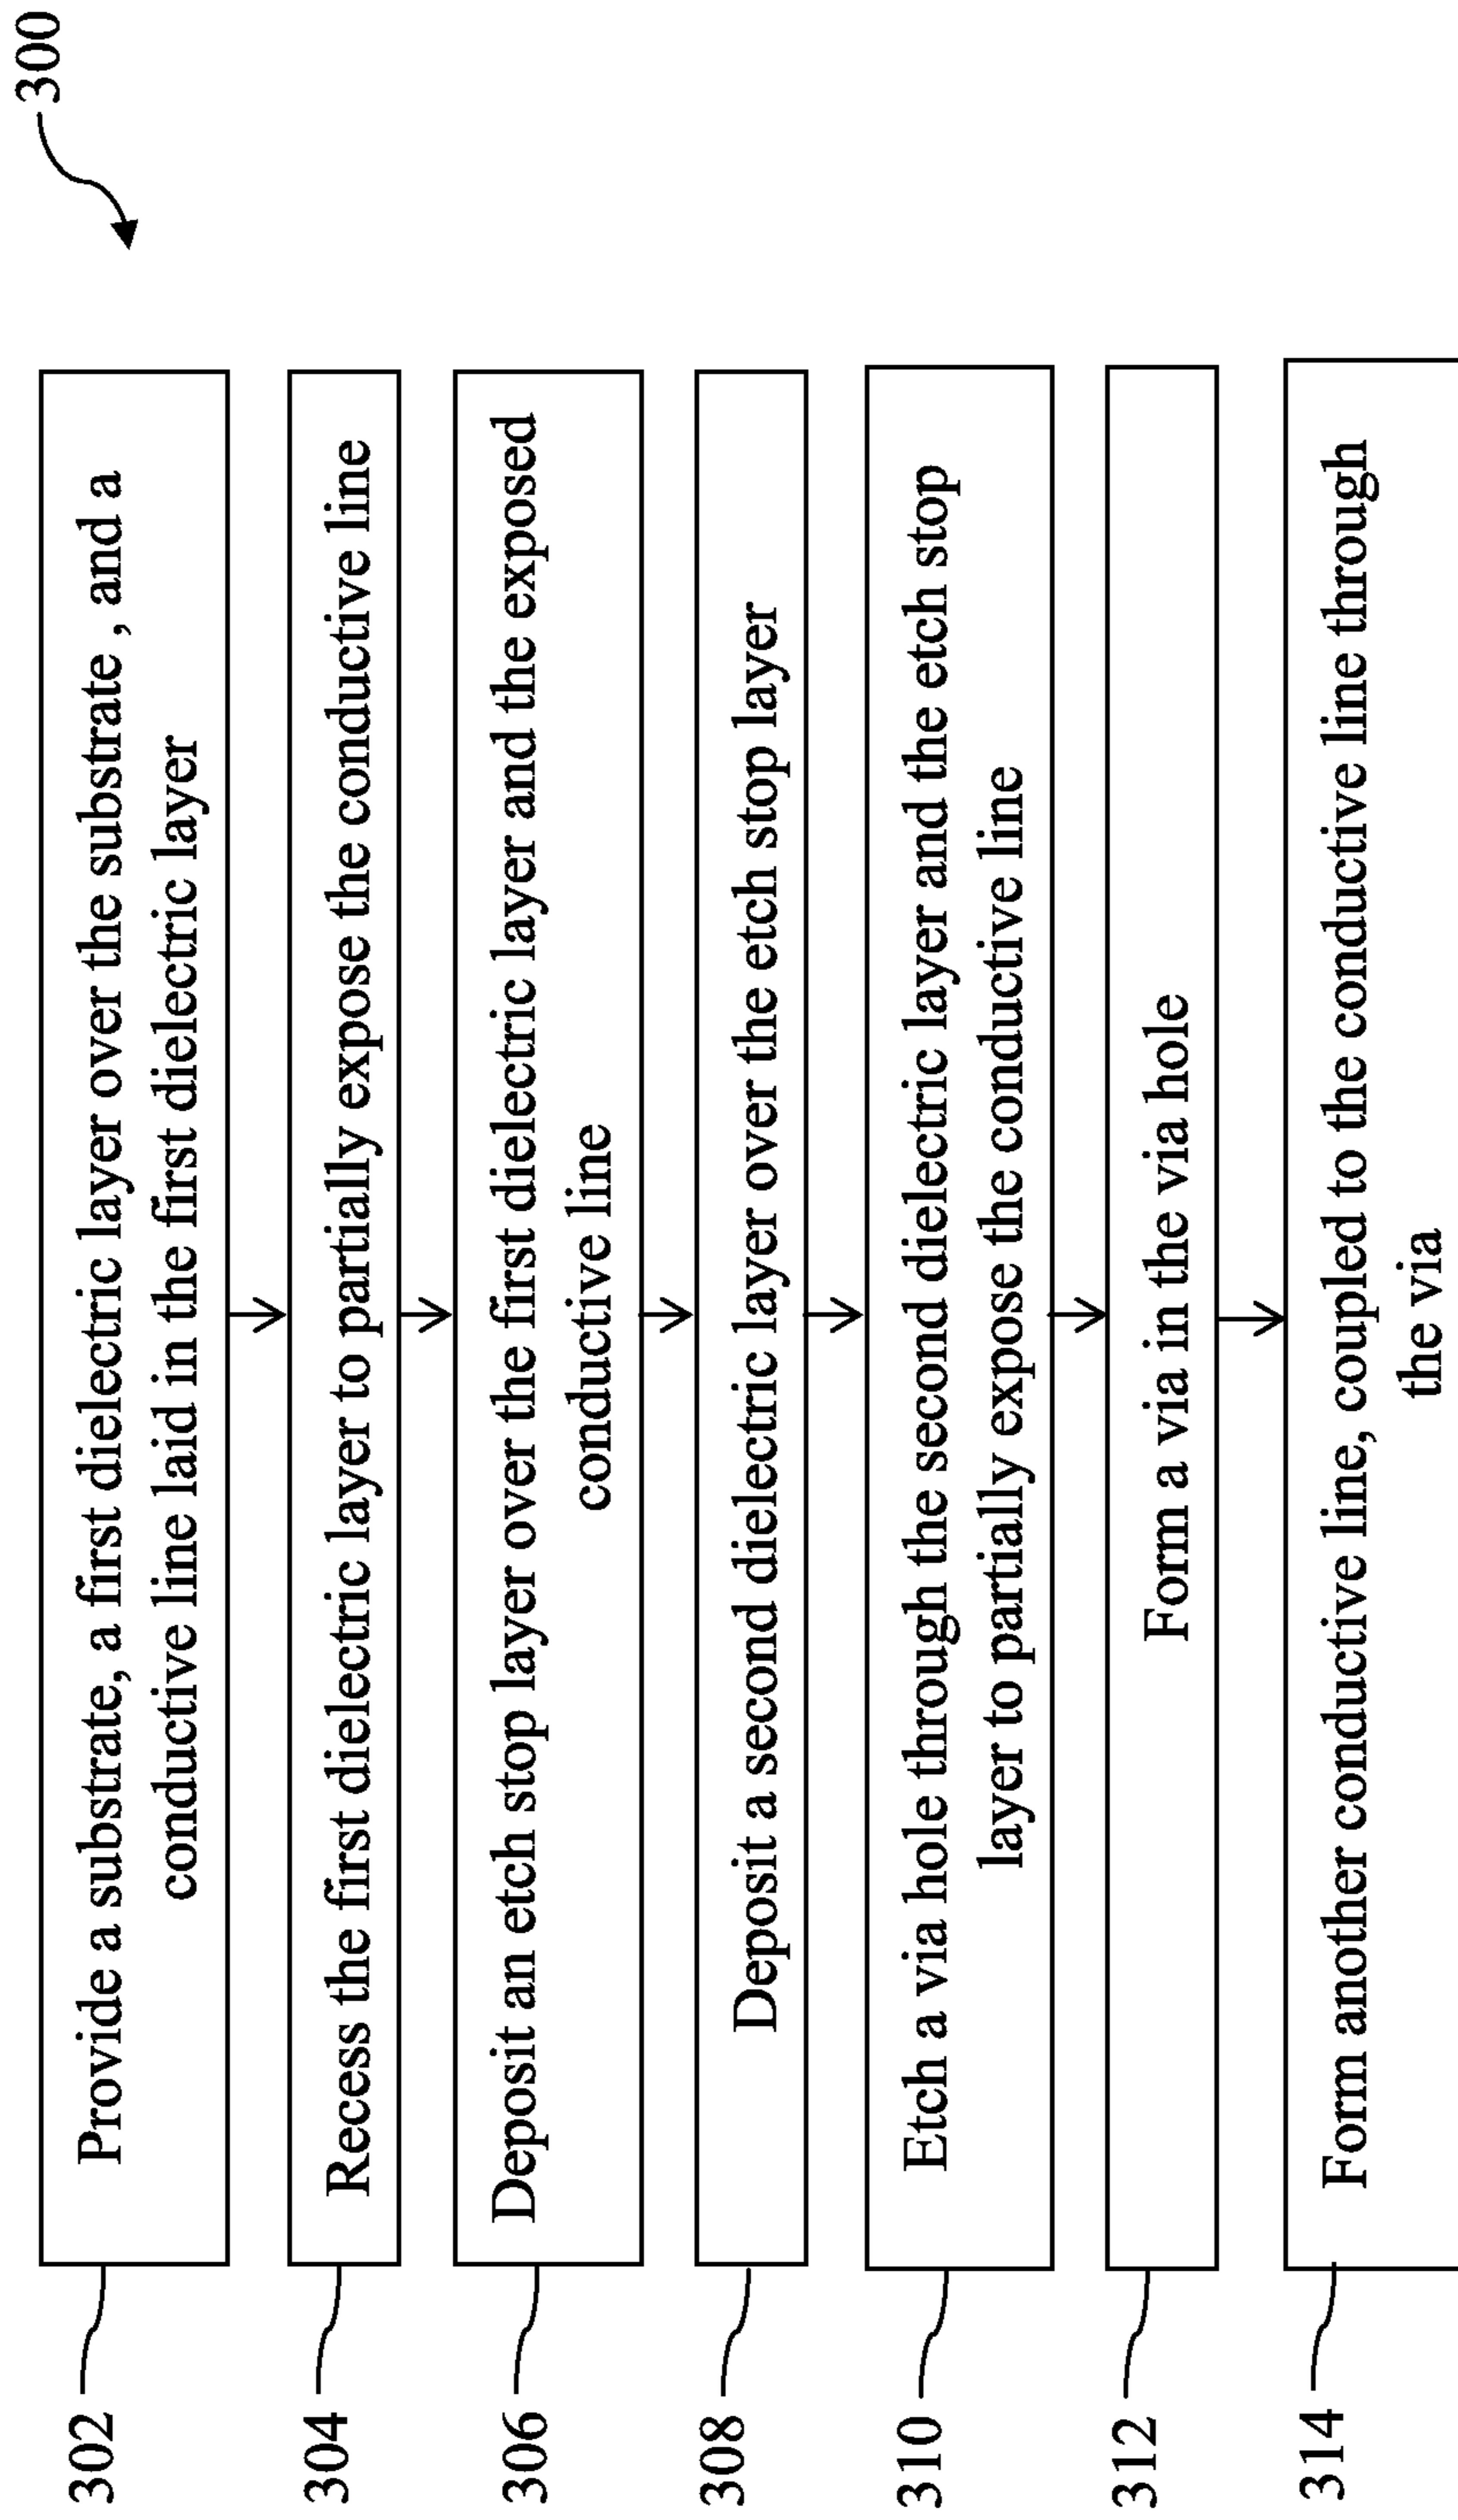 300
302
Provide a substrate, a first dielectric layer over the substrate , and a
conductive line laid in the first dielectric layer
304
Recess the first dielectric layer to partially expose the conductive line
306
Deposit an etch stop layer over the first dielectric layer and the exposed
conductive line
308
Deposit a second dielectric layer over the etch stop layer
310
Etch a via hole through the second dielectric layer and the etch stop
layer to partially expose the conductive line
312
Form a via in the via hole
314
Form another conductive line, coupled to the conductive line through
the via